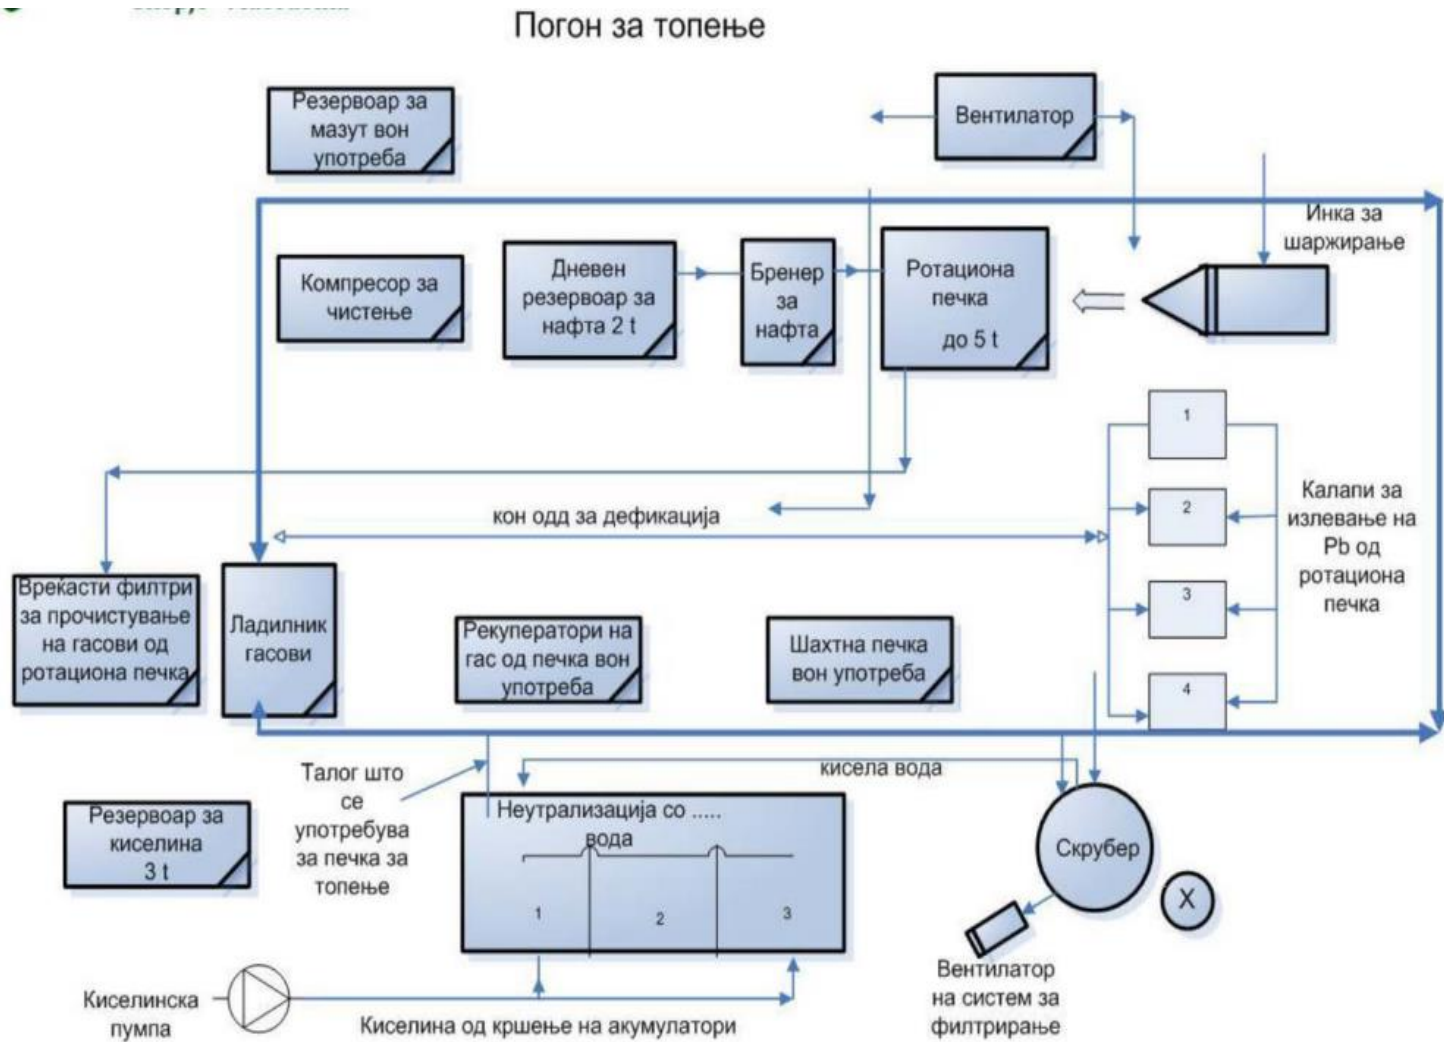 Погон за топење
Резервоар за
мазут вон
употреба
Вентилатор
Инка за
шаржирање
Компресор за
чистење
Дневен
резервоар за
нафта 2 t
Бренер
за
нафта
Ротациона
печка
до 5 t
1
2
3
4
Калапи за
излевање на
Pb од
ротациона
печка
кон одд за дефикација
Вреќасти филтри
за прочистување
на гасови од
ротациона печка
Ладилник
гасови
Рекуператори на
гас од печка вон
употреба
Шахтна печка
вон употреба
кисела вода
Талог што
се
употребува
за печка за
топење
Резервоар за
киселина
3 t
Неутрализација со .....
вода
1
2
3
Скрубер
X
Вентилатор
на систем за
филтрирање
Киселинска
пумпа
Киселина од кршење на акумулатори